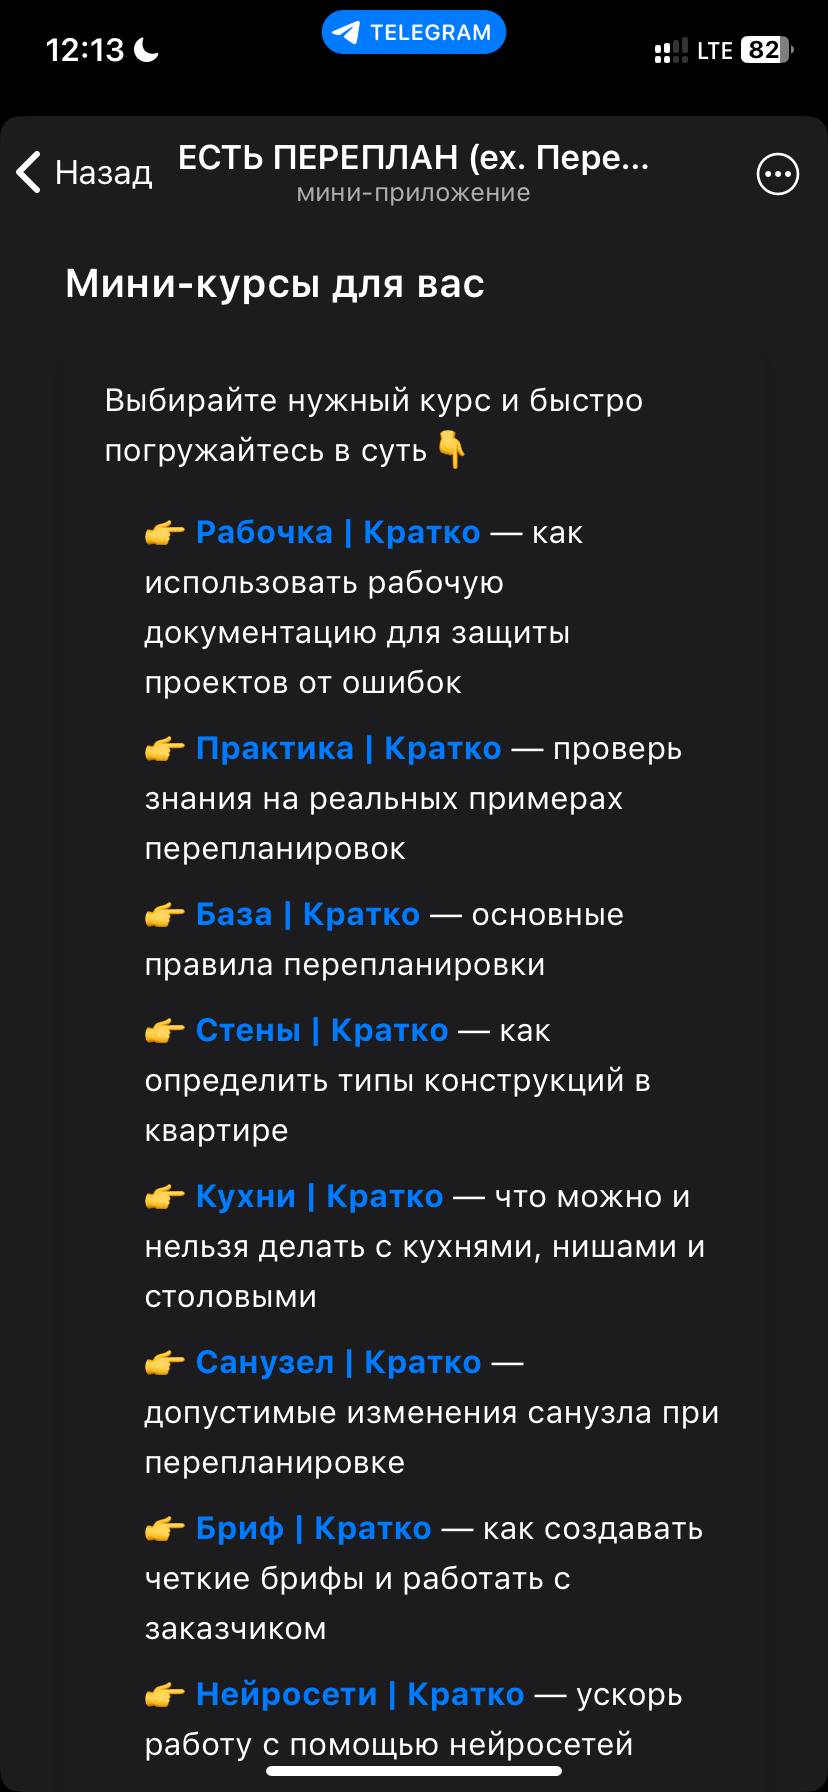 12:13
TELEGRAM
LTE 82
Назад
ЕСТЬ ПЕРЕПЛАН (ex. Пере...
мини-приложение
Мини-курсы для вас
Выбирайте нужный курс и быстро
погружайтесь в суть👇
👉 Рабочка | Кратко — как
использовать рабочую
документацию для защиты
проектов от ошибок
👉 Практика | Кратко — проверь
знания на реальных примерах
перепланировок
👉 База | Кратко — основные
правила перепланировки
👉 Стены | Кратко — как
определить типы конструкций в
квартире
👉 Кухни | Кратко — что можно и
нельзя делать с кухнями, нишами и
столовыми
👉 Санузел | Кратко —
допустимые изменения санузла при
перепланировке
👉 Бриф | Кратко — как создавать
четкие брифы и работать с
заказчиком
👉 Нейросети | Кратко — ускорь
работу с помощью нейросетей